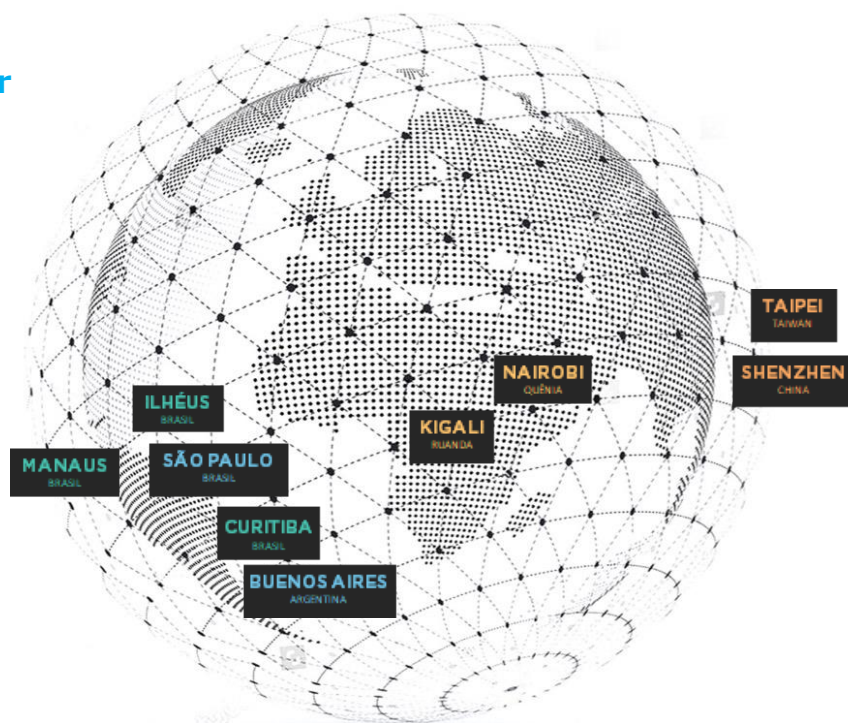 r
TAIPEI
TAIWAN
SHENZHEN
CHINA
NAIROBI
QUÊNIA
ILHÉUS
BRASIL
KIGALI
RUANDA
MANAUS
BRASIL
SÃO PAULO
BRASIL
CURITIBA
BRASIL
BUENOS AIRES
ARGENTINA